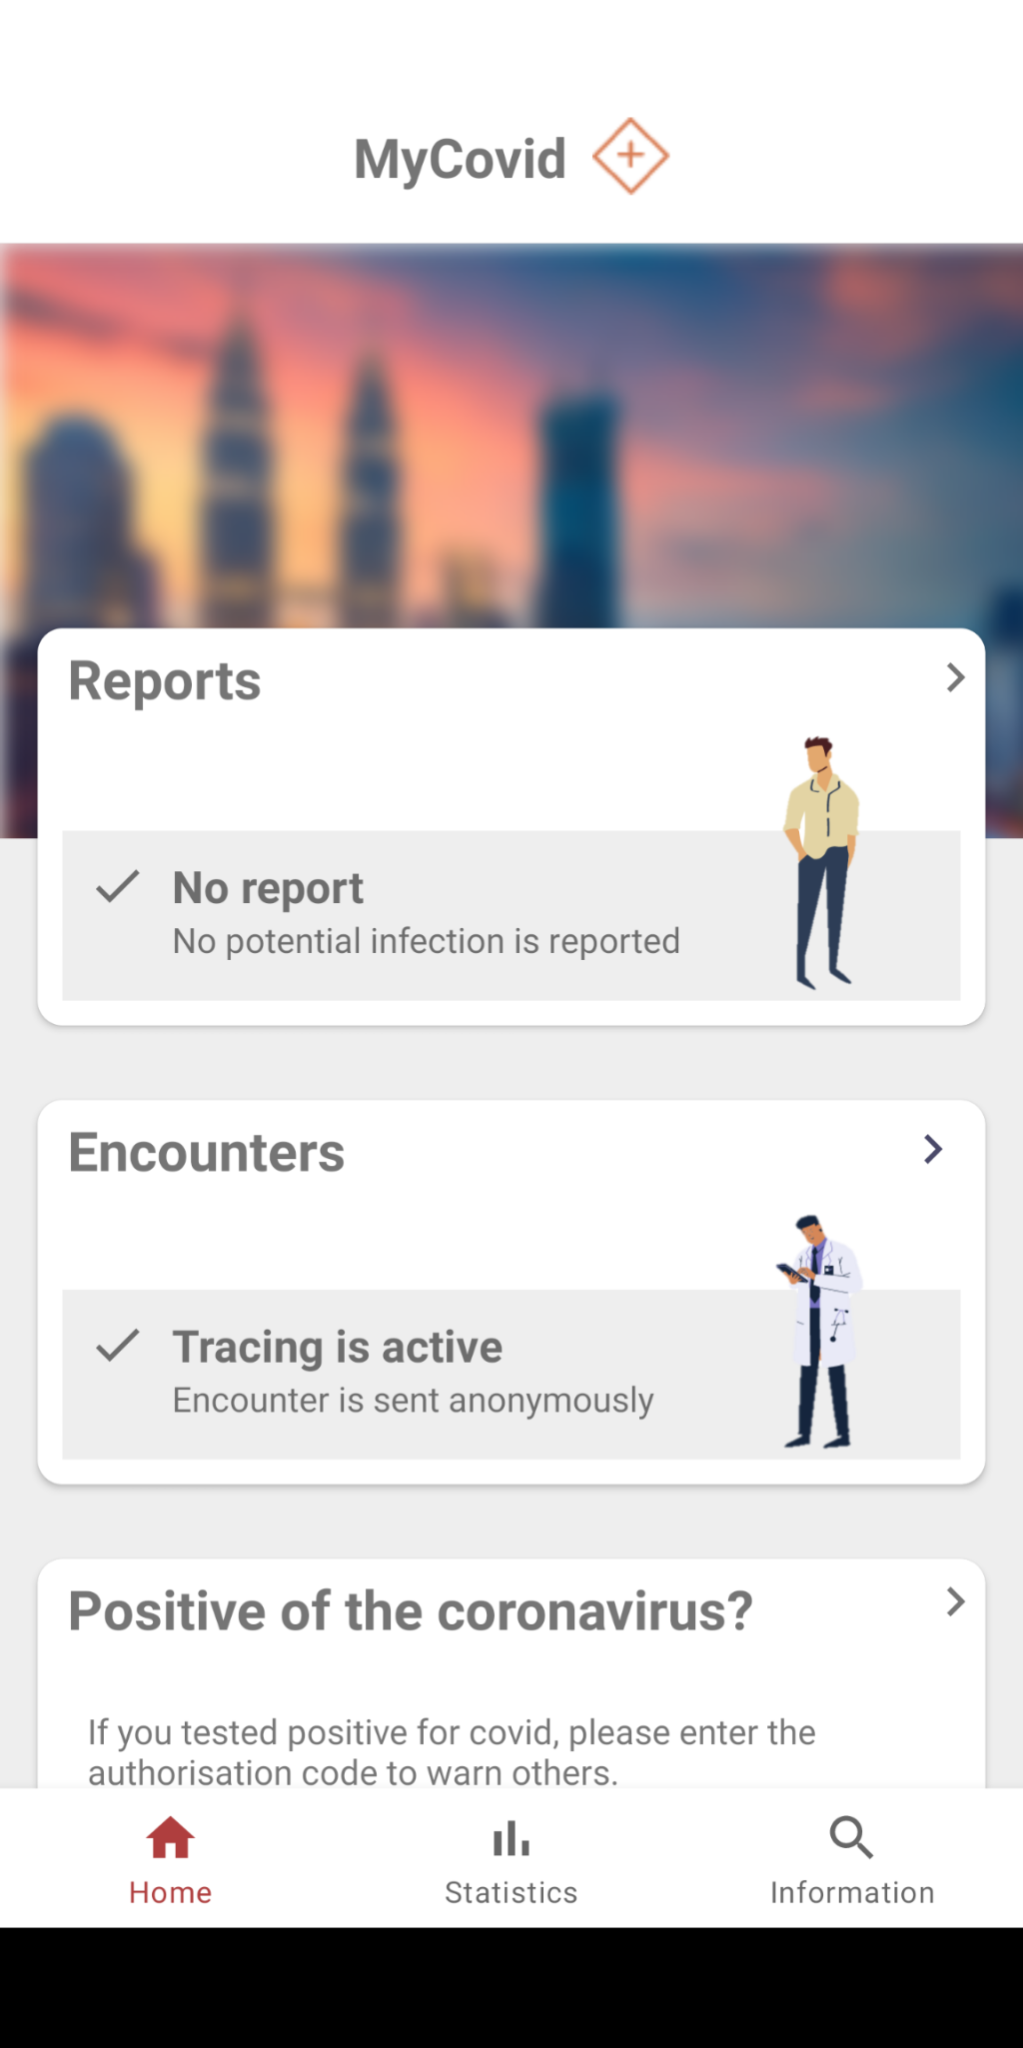 MyCovid
Reports
No report
No potential infection is reported
Encounters
Tracing is active
Encounter is sent anonymously
Positive of the coronavirus?
If you tested positive for covid, please enter the
authorisation code to warn others.
Home
Statistics
Information